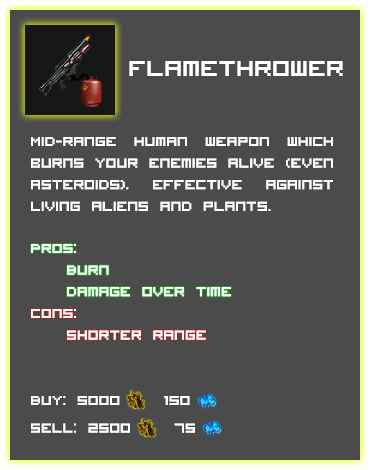 FLAMETHROWER
MID-RANGE HUMAN WEAPON WHICH
BURNS YOUR ENEMIES ALIVE (EVEN
ASTEROIDS). EFFECTIVE AGAINST
LIVING ALIENS AND PLANTS.
PROS:
BURN
DAMAGE OVER TIME
CONS:
SHORTER RANGE
BUY: 5000 150
SELL: 2500 75